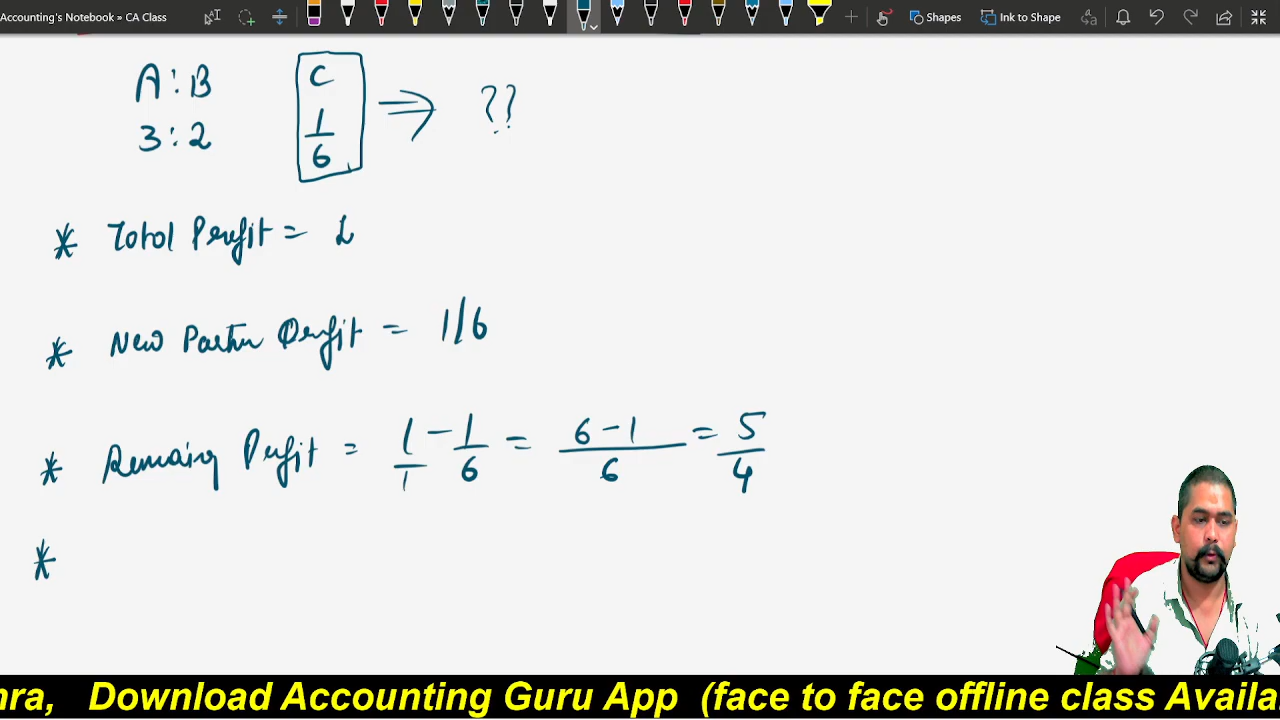 Accounting's Notebook » CA Class
Shapes
Ink to Shape
A : B
3 : 2
C
1/6
⇒ ??
* Total Profit = 1
* New Partner Profit = 1/6
* Remaing Profit = 1/1 - 1/6 = 6-1/6 = 5/4
*
nra, Download Accounting Guru App (face to face offline class Availa